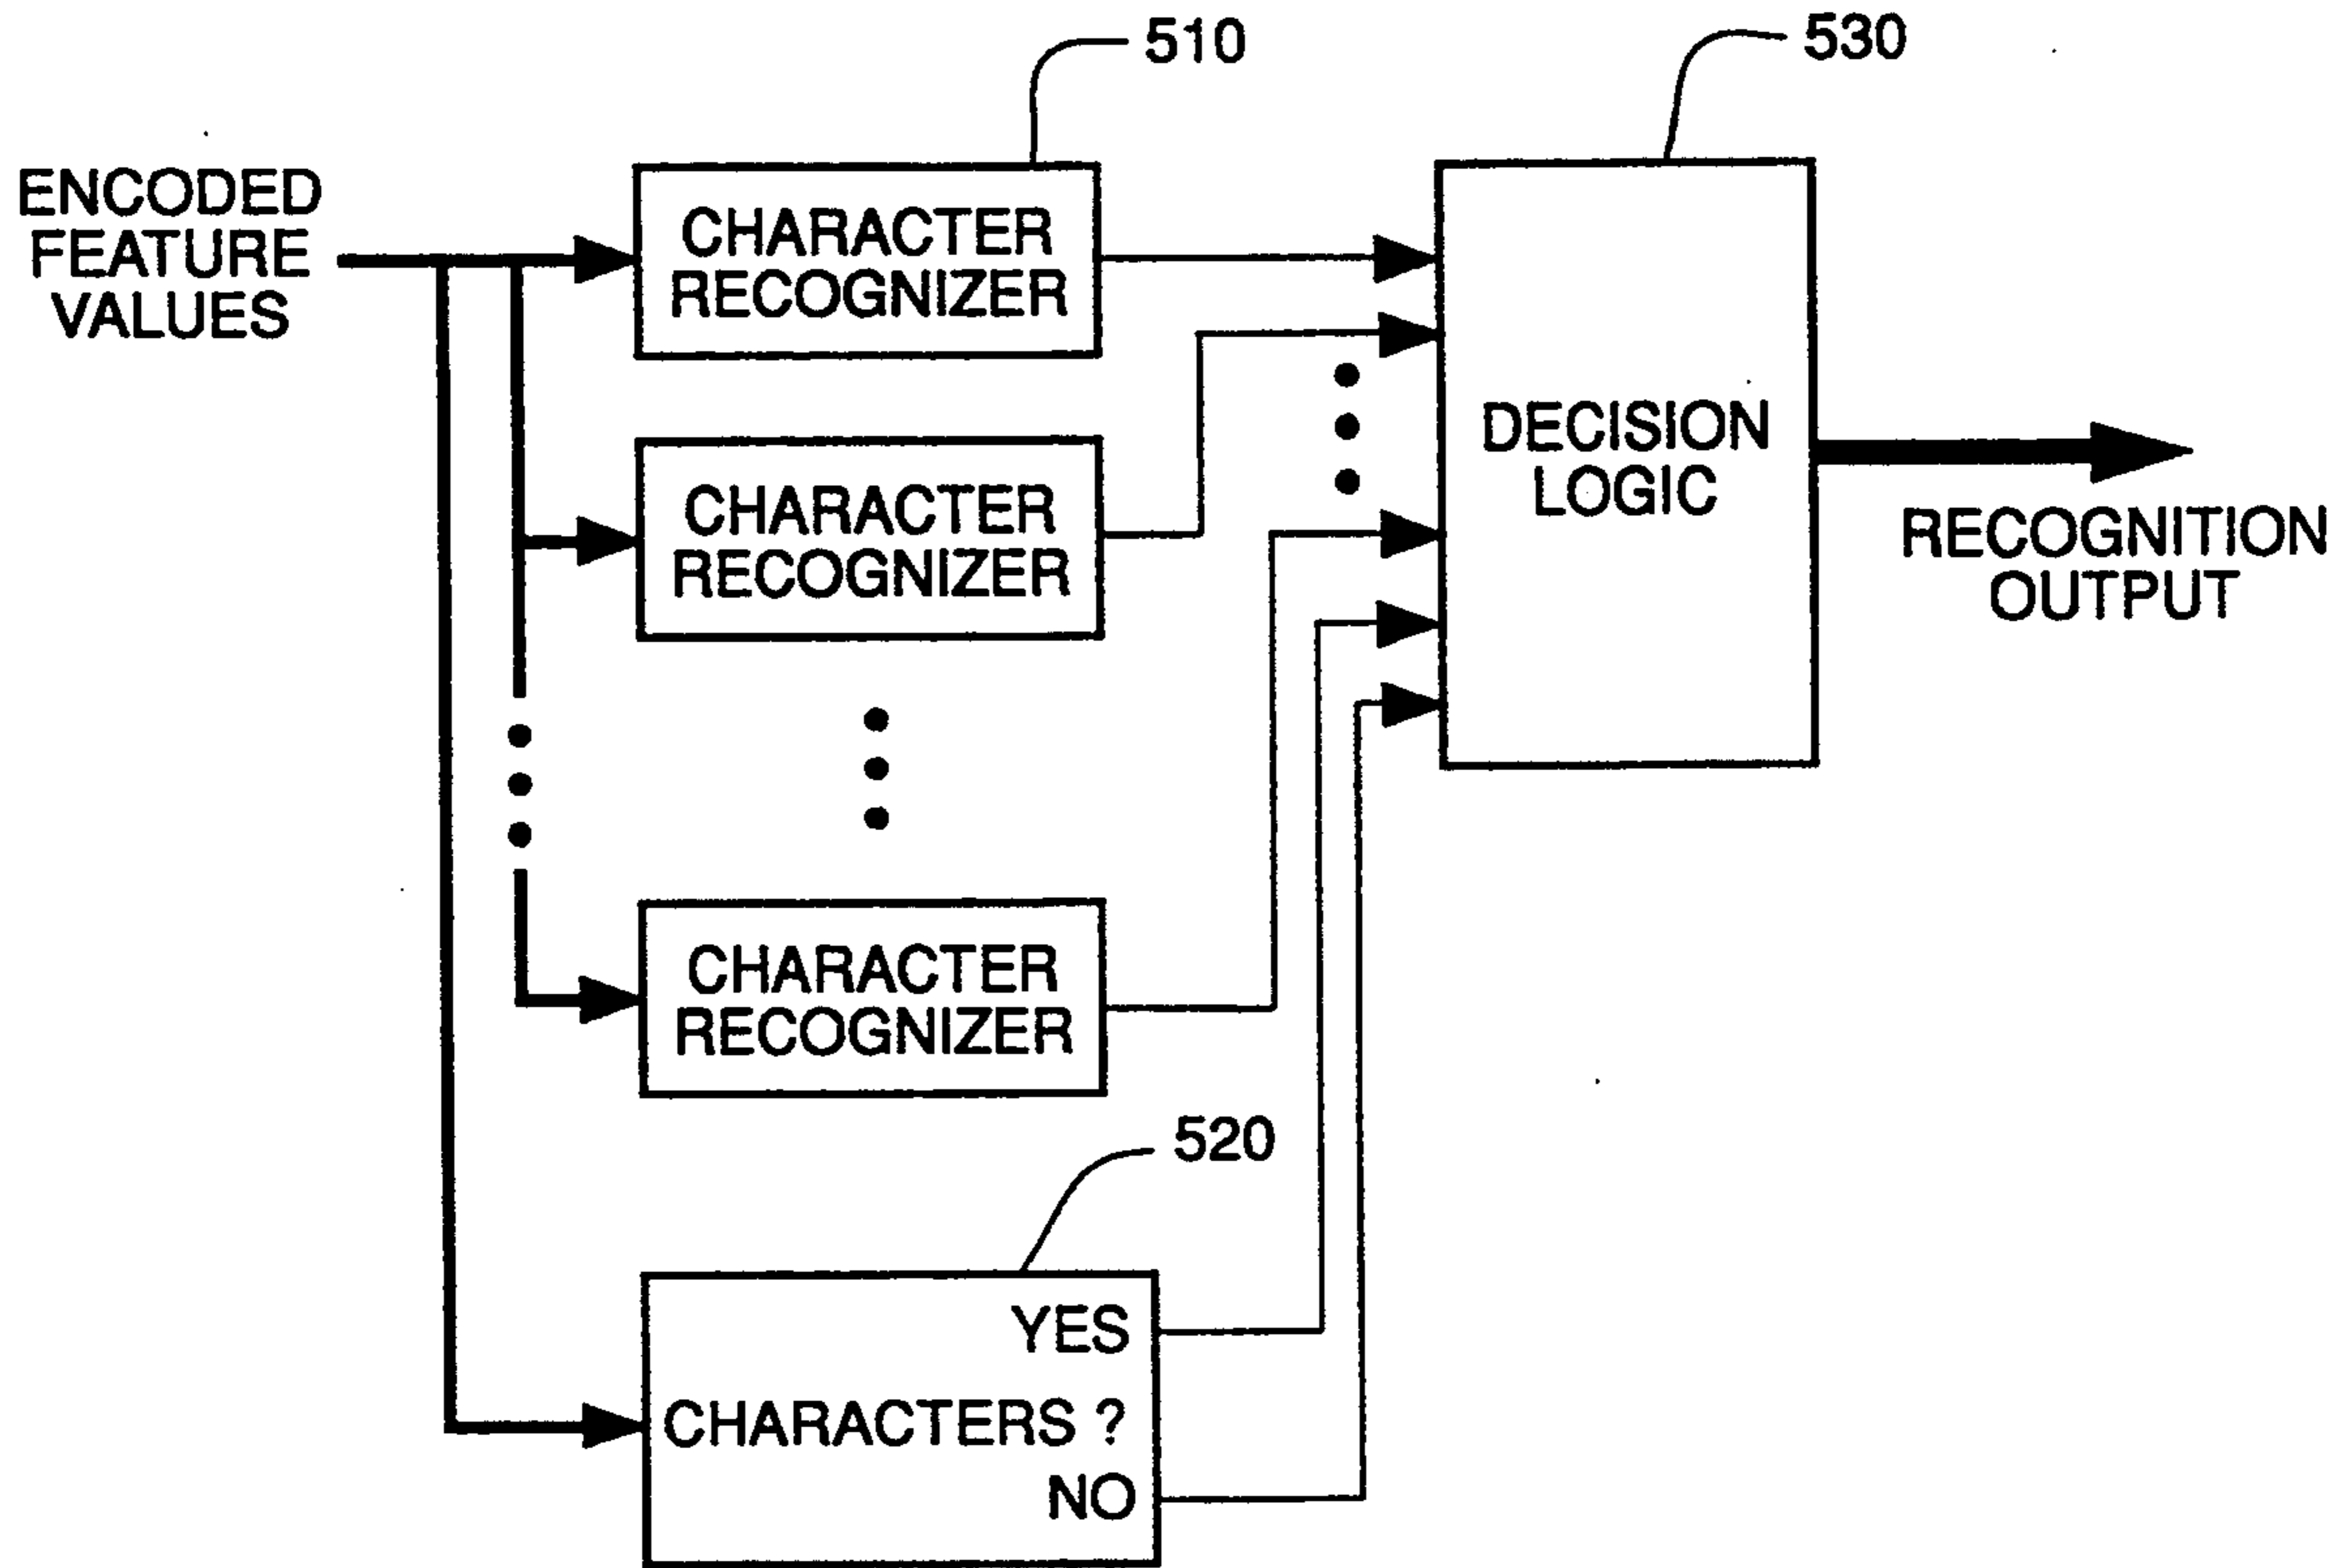 510
530
ENCODED
FEATURE
VALUES
CHARACTER
RECOGNIZER
CHARACTER
RECOGNIZER
DECISION
LOGIC
RECOGNITION
OUTPUT
CHARACTER
RECOGNIZER
520
YES
CHARACTERS ?
NO